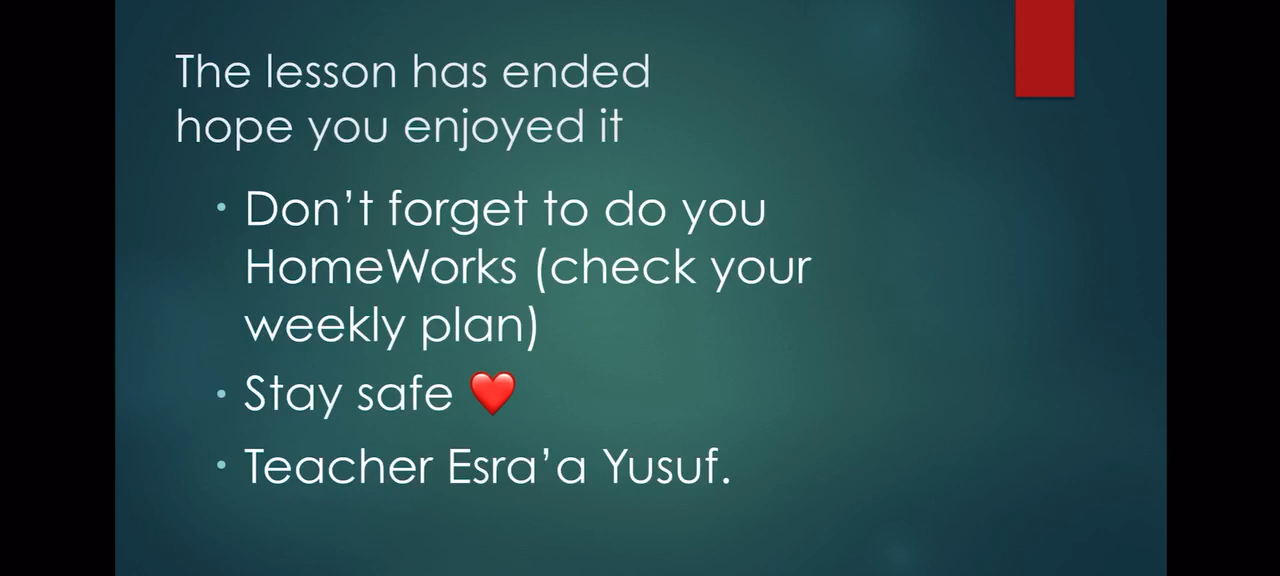 The lesson has ended
hope you enjoyed it
• Don’t forget to do you
HomeWorks (check your
weekly plan)
• Stay safe ❤️
• Teacher Esra’a Yusuf.